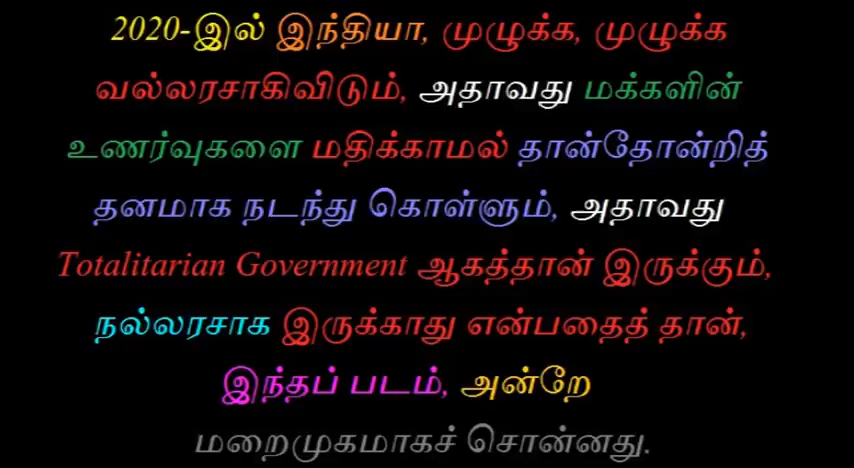 2020-இல் இந்தியா, முழுக்க, முழுக்க
வல்லரசாகிவிடும், அதாவது மக்களின்
உணர்வுகளை மதிக்காமல் தான்தோன்றித்
தனமாக நடந்து கொள்ளும், அதாவது
Totalitarian Government ஆகத்தான் இருக்கும்,
நல்லரசாக இருக்காது என்பதைத் தான்,
இந்தப் படம், அன்றே
மறைமுகமாகச் சொன்னது.